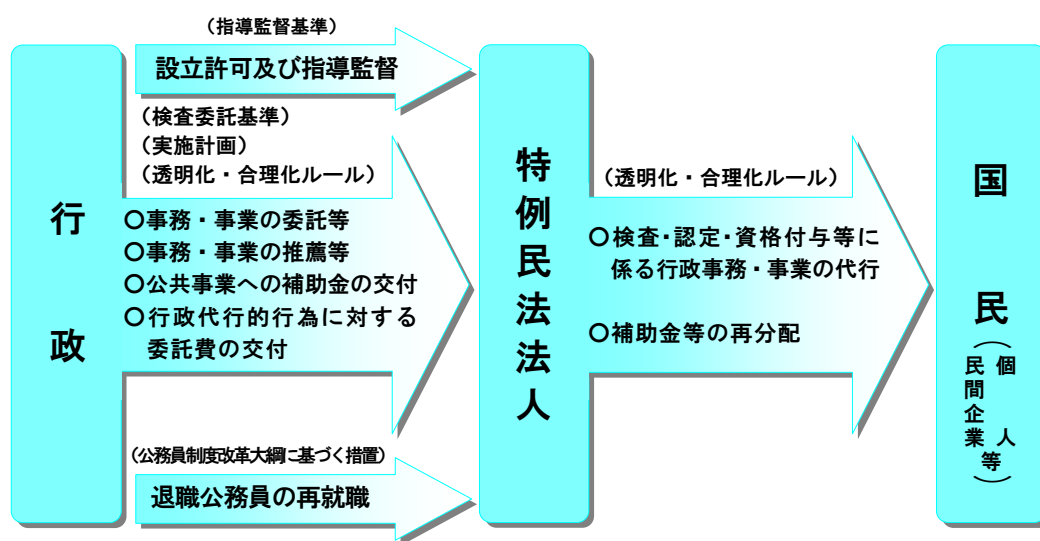 行政
（指導監督基準）
設立許可及び指導監督
（検査委託基準）
（実施計画）
（透明化・合理化ルール）
〇事務・事業の委託等
〇事務・事業の推薦等
〇公共事業への補助金の交付
〇行政代行的行為に対する
委託費の交付
（公務員制度改革大綱に基づく措置）
退職公務員の再就職
特例民法法人
（透明化・合理化ルール）
〇検査・認定・資格付与等に
係る行政事務・事業の代行
〇補助金等の再分配
国民
（個人
民間企業等）